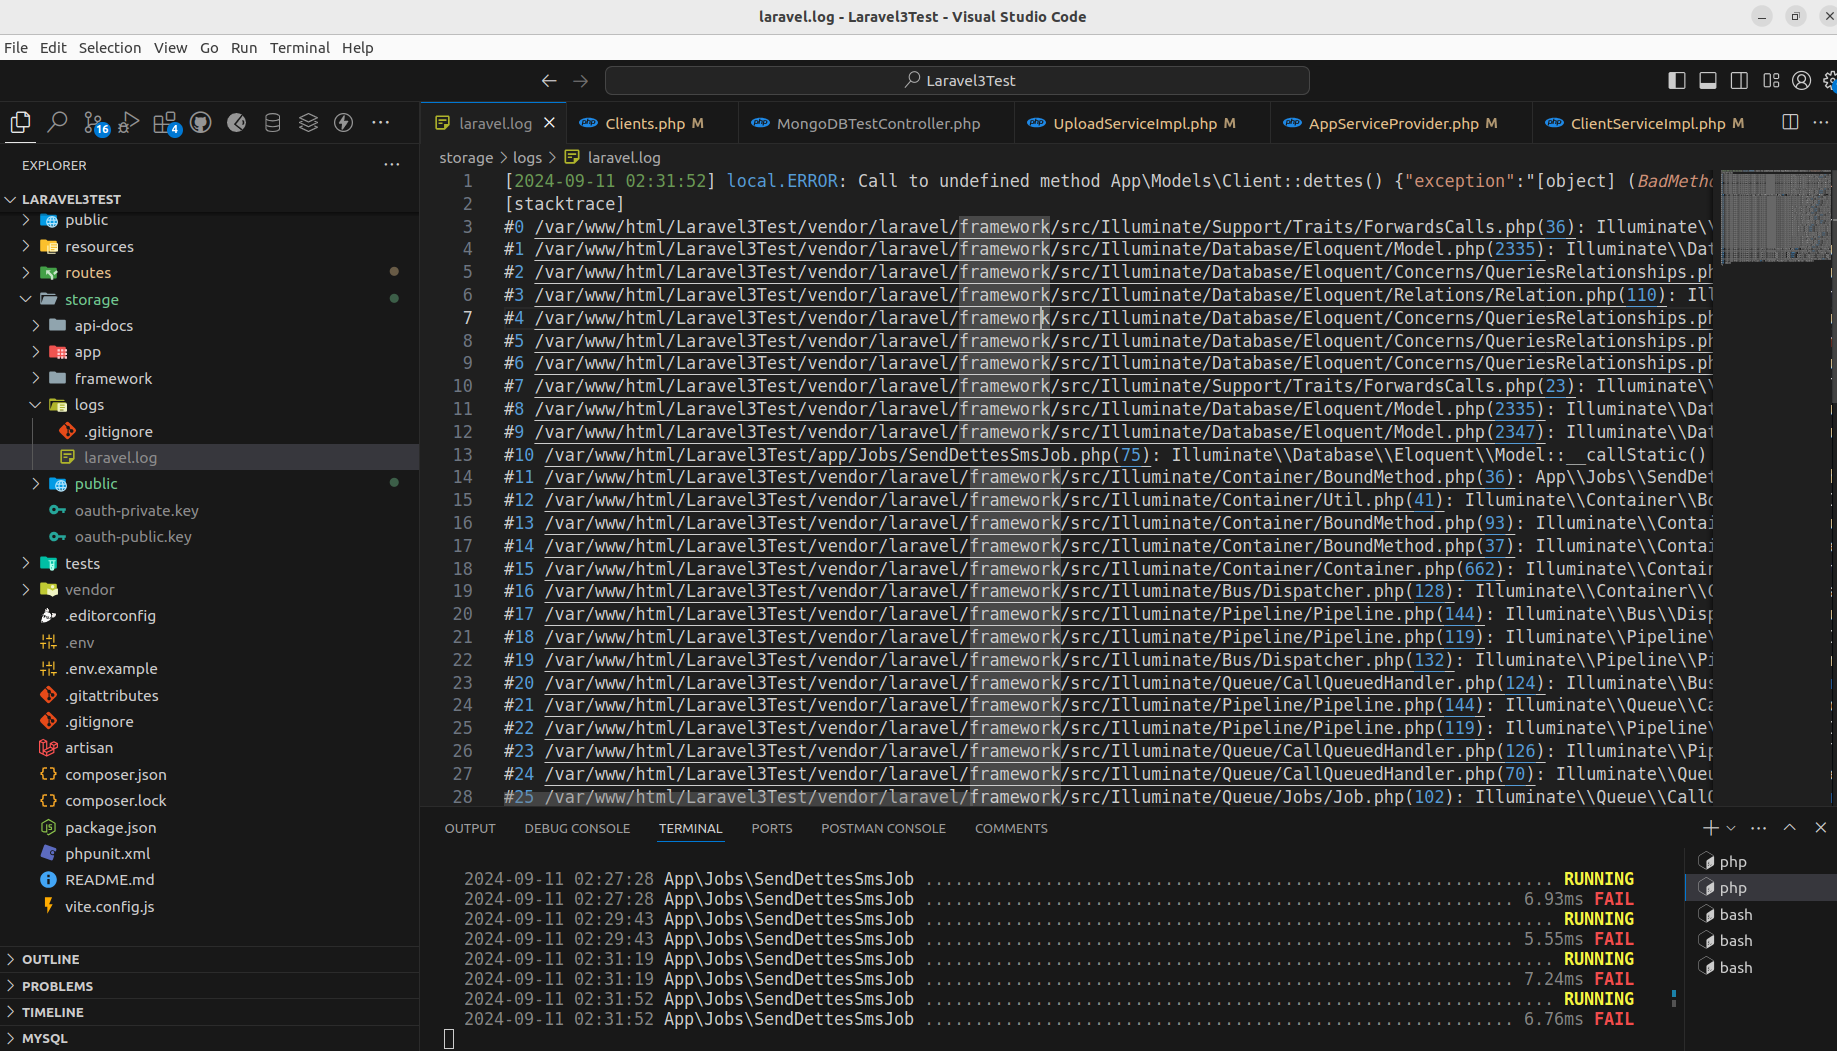 laravel.log - Laravel3Test - Visual Studio Code
File Edit Selection View Go Run Terminal Help
Laravel3Test
16
4
laravel.log
Clients.php M
MongoDBTestController.php
UploadServiceImpl.php M
AppServiceProvider.php M
ClientServiceImpl.php M
EXPLORER
LARAVEL3TEST
public
resources
routes
storage
api-docs
app
framework
logs
.gitignore
laravel.log
public
oauth-private.key
oauth-public.key
tests
vendor
.editorconfig
.env
.env.example
.gitattributes
.gitignore
artisan
composer.json
composer.lock
package.json
phpunit.xml
README.md
vite.config.js
OUTLINE
PROBLEMS
TIMELINE
MYSQL
storage > logs > laravel.log
1 [2024-09-11 02:31:52] local.ERROR: Call to undefined method App\Models\Client::dettes() {"exception":"[object] (BadMetho
2 [stacktrace]
3 #0 /var/www/html/Laravel3Test/vendor/laravel/framework/src/Illuminate/Support/Traits/ForwardsCalls.php(36): Illuminate\\
4 #1 /var/www/html/Laravel3Test/vendor/laravel/framework/src/Illuminate/Database/Eloquent/Model.php(2335): Illuminate\\Dat
5 #2 /var/www/html/Laravel3Test/vendor/laravel/framework/src/Illuminate/Database/Eloquent/Concerns/QueriesRelationships.ph
6 #3 /var/www/html/Laravel3Test/vendor/laravel/framework/src/Illuminate/Database/Eloquent/Relations/Relation.php(110): Ill
7 #4 /var/www/html/Laravel3Test/vendor/laravel/framework/src/Illuminate/Database/Eloquent/Concerns/QueriesRelationships.ph
8 #5 /var/www/html/Laravel3Test/vendor/laravel/framework/src/Illuminate/Database/Eloquent/Concerns/QueriesRelationships.ph
9 #6 /var/www/html/Laravel3Test/vendor/laravel/framework/src/Illuminate/Database/Eloquent/Concerns/QueriesRelationships.ph
10 #7 /var/www/html/Laravel3Test/vendor/laravel/framework/src/Illuminate/Support/Traits/ForwardsCalls.php(23): Illuminate\\
11 #8 /var/www/html/Laravel3Test/vendor/laravel/framework/src/Illuminate/Database/Eloquent/Model.php(2335): Illuminate\\Dat
12 #9 /var/www/html/Laravel3Test/vendor/laravel/framework/src/Illuminate/Database/Eloquent/Model.php(2347): Illuminate\\Dat
13 #10 /var/www/html/Laravel3Test/app/Jobs/SendDettesSmsJob.php(75): Illuminate\\Database\\Eloquent\\Model::__callStatic()
14 #11 /var/www/html/Laravel3Test/vendor/laravel/framework/src/Illuminate/Container/BoundMethod.php(36): App\\Jobs\\SendDet
15 #12 /var/www/html/Laravel3Test/vendor/laravel/framework/src/Illuminate/Container/Util.php(41): Illuminate\\Container\\Bo
16 #13 /var/www/html/Laravel3Test/vendor/laravel/framework/src/Illuminate/Container/BoundMethod.php(93): Illuminate\\Contai
17 #14 /var/www/html/Laravel3Test/vendor/laravel/framework/src/Illuminate/Container/BoundMethod.php(37): Illuminate\\Contai
18 #15 /var/www/html/Laravel3Test/vendor/laravel/framework/src/Illuminate/Container/Container.php(662): Illuminate\\Contain
19 #16 /var/www/html/Laravel3Test/vendor/laravel/framework/src/Illuminate/Bus/Dispatcher.php(128): Illuminate\\Container\\C
20 #17 /var/www/html/Laravel3Test/vendor/laravel/framework/src/Illuminate/Pipeline/Pipeline.php(144): Illuminate\\Bus\\Disp
21 #18 /var/www/html/Laravel3Test/vendor/laravel/framework/src/Illuminate/Pipeline/Pipeline.php(119): Illuminate\\Pipeline\
22 #19 /var/www/html/Laravel3Test/vendor/laravel/framework/src/Illuminate/Bus/Dispatcher.php(132): Illuminate\\Pipeline\\Pi
23 #20 /var/www/html/Laravel3Test/vendor/laravel/framework/src/Illuminate/Queue/CallQueuedHandler.php(124): Illuminate\\Bus
24 #21 /var/www/html/Laravel3Test/vendor/laravel/framework/src/Illuminate/Pipeline/Pipeline.php(144): Illuminate\\Queue\\Ca
25 #22 /var/www/html/Laravel3Test/vendor/laravel/framework/src/Illuminate/Pipeline/Pipeline.php(119): Illuminate\\Pipeline\
26 #23 /var/www/html/Laravel3Test/vendor/laravel/framework/src/Illuminate/Queue/CallQueuedHandler.php(126): Illuminate\\Pip
27 #24 /var/www/html/Laravel3Test/vendor/laravel/framework/src/Illuminate/Queue/CallQueuedHandler.php(70): Illuminate\\Queu
28 #25 /var/www/html/Laravel3Test/vendor/laravel/framework/src/Illuminate/Queue/Jobs/Job.php(102): Illuminate\\Queue\\CallQ
OUTPUT DEBUG CONSOLE TERMINAL PORTS POSTMAN CONSOLE COMMENTS
2024-09-11 02:27:28 App\Jobs\SendDettesSmsJob ............................................................... RUNNING
2024-09-11 02:27:28 App\Jobs\SendDettesSmsJob ........................................................... 6.93ms FAIL
2024-09-11 02:29:43 App\Jobs\SendDettesSmsJob ............................................................... RUNNING
2024-09-11 02:29:43 App\Jobs\SendDettesSmsJob ........................................................... 5.55ms FAIL
2024-09-11 02:31:19 App\Jobs\SendDettesSmsJob ............................................................... RUNNING
2024-09-11 02:31:19 App\Jobs\SendDettesSmsJob ........................................................... 7.24ms FAIL
2024-09-11 02:31:52 App\Jobs\SendDettesSmsJob ............................................................... RUNNING
2024-09-11 02:31:52 App\Jobs\SendDettesSmsJob ........................................................... 6.76ms FAIL
php
php
bash
bash
bash